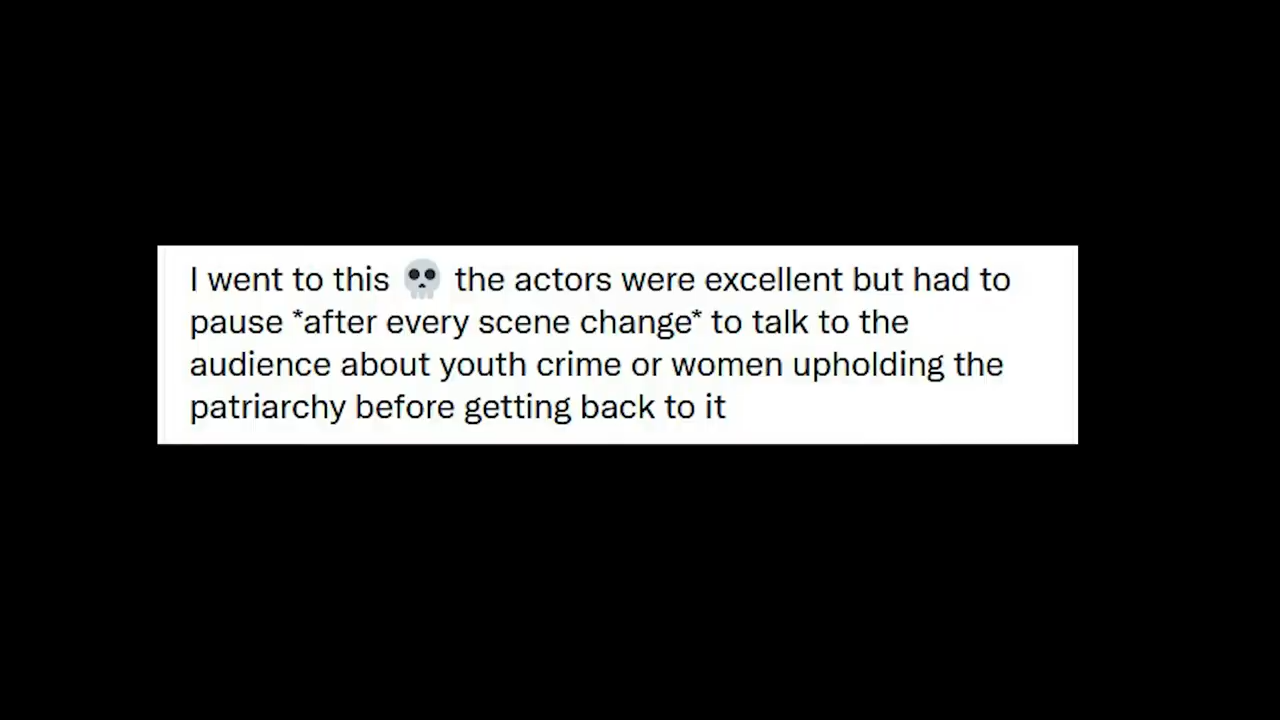 I went to this 💀 the actors were excellent but had to
pause *after every scene change* to talk to the
audience about youth crime or women upholding the
patriarchy before getting back to it